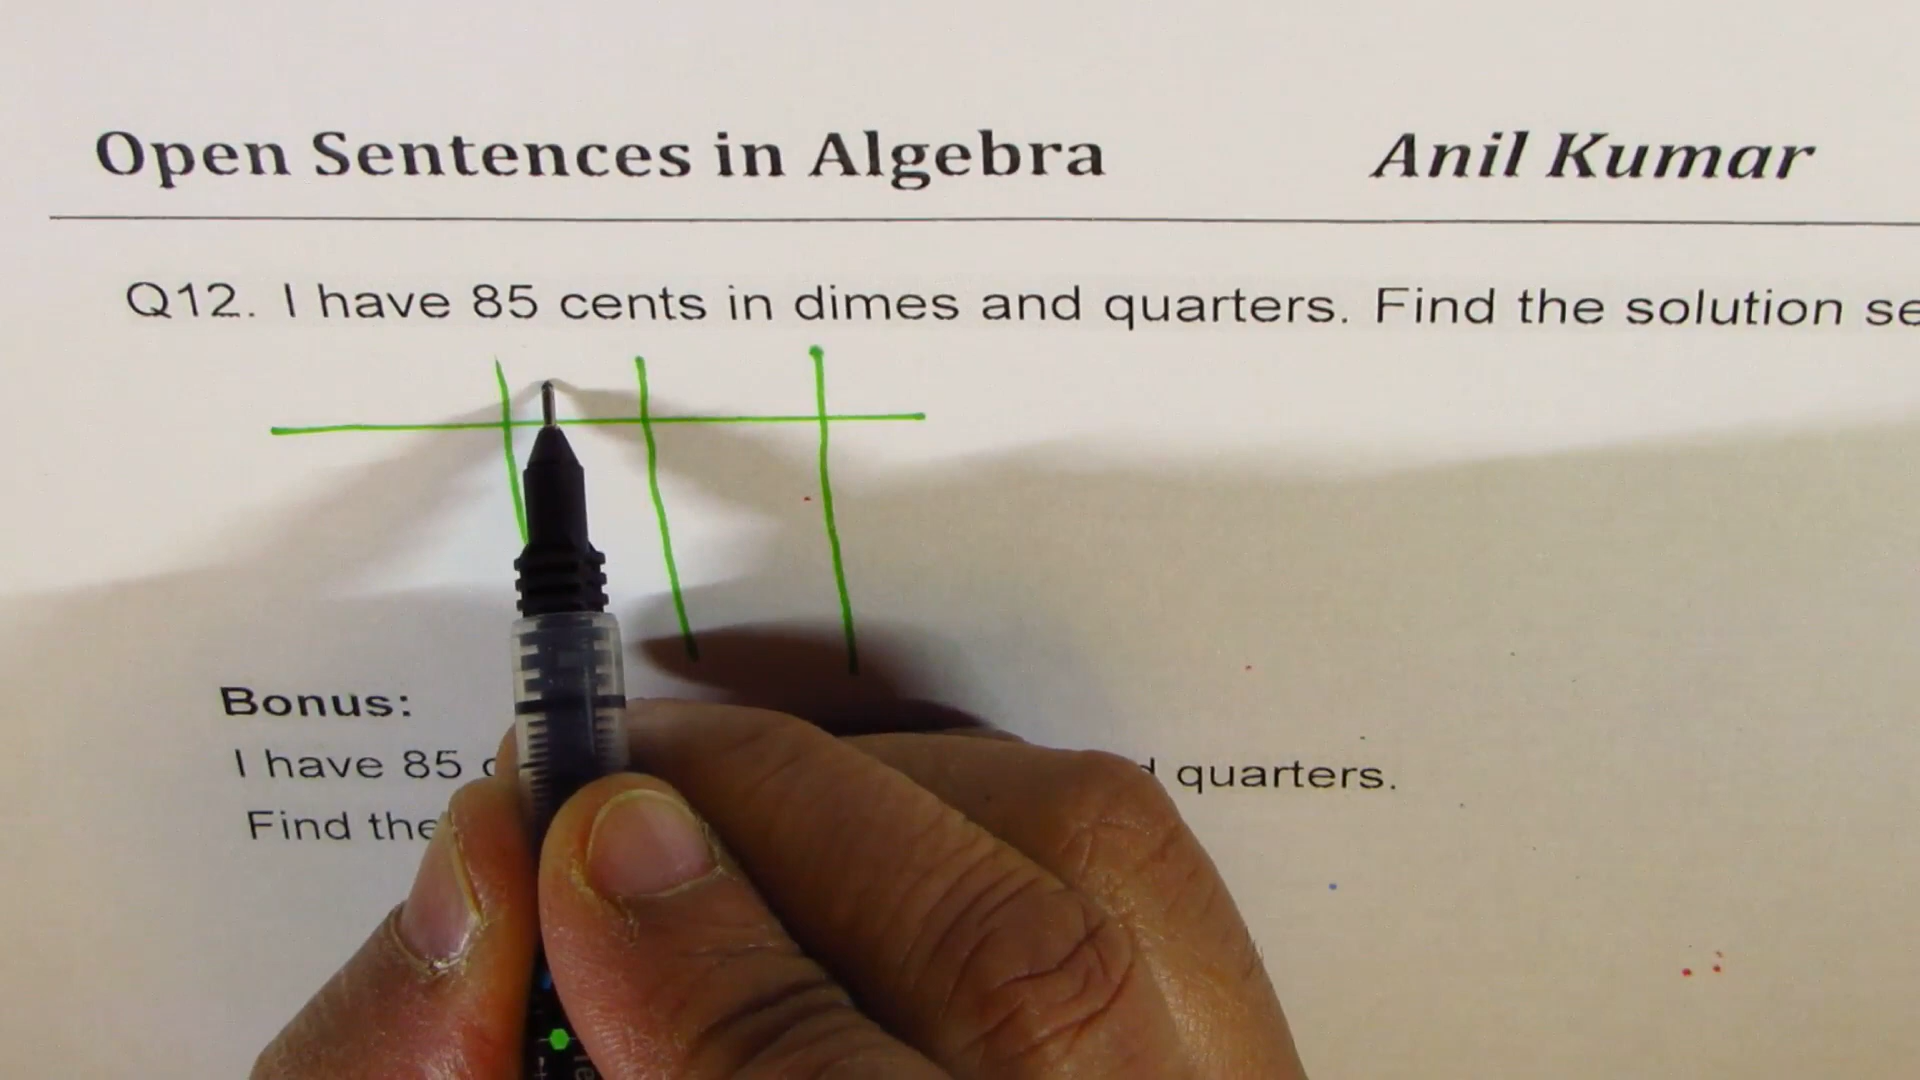 Open Sentences in Algebra Anil Kumar
Q12. I have 85 cents in dimes and quarters. Find the solution se
Bonus:
I have 85 quarters.
Find the